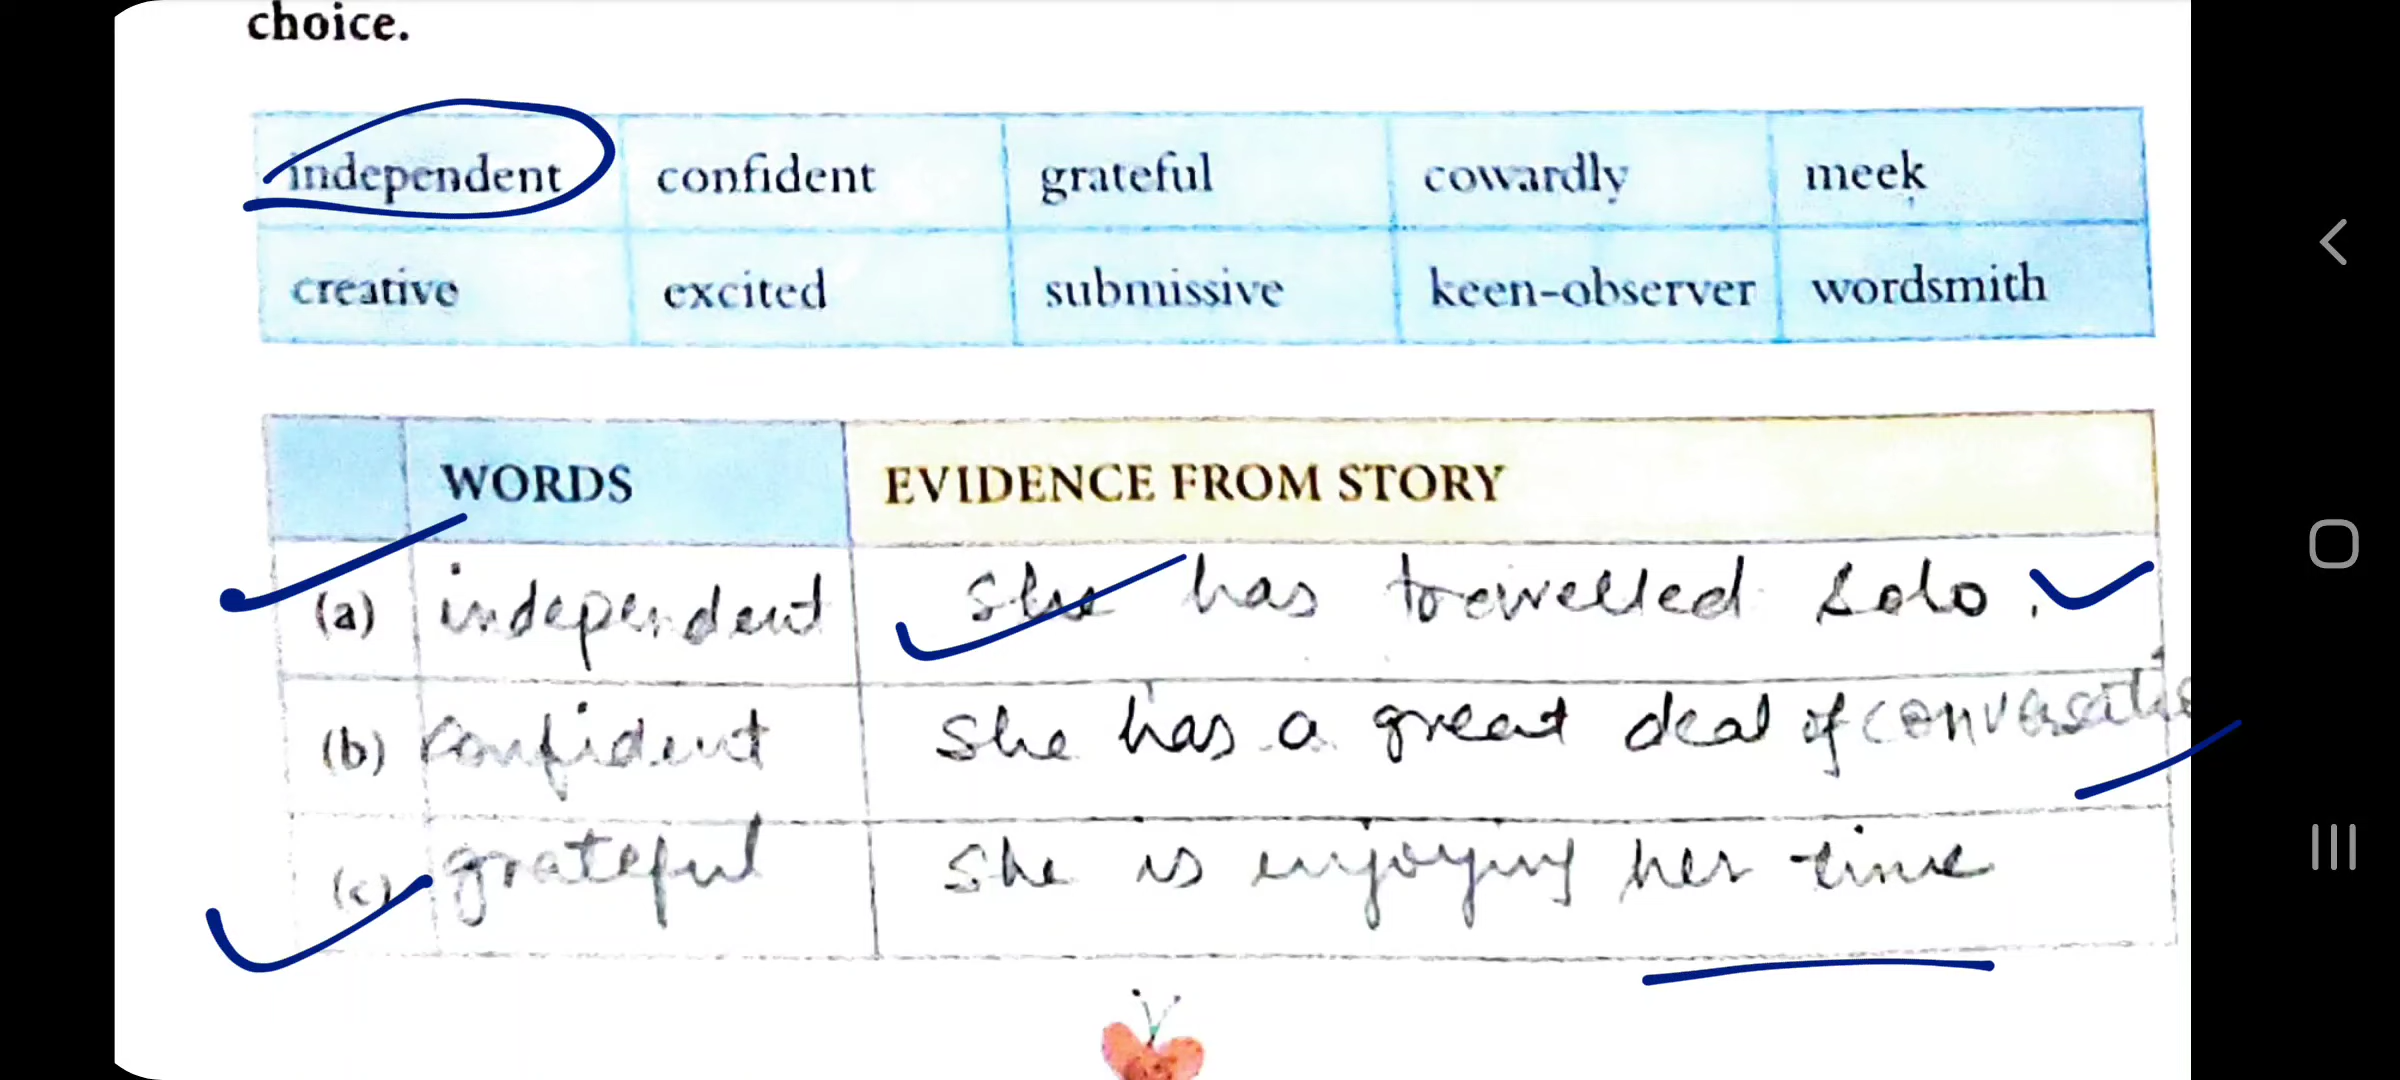 choice.
independent confident grateful cowardly meek
creative excited submissive keen-observer wordsmith
WORDS EVIDENCE FROM STORY
(a) independent She has travelled solo.
(b) confident She has a great deal of conversatio
(c) grateful She is enjoying her time